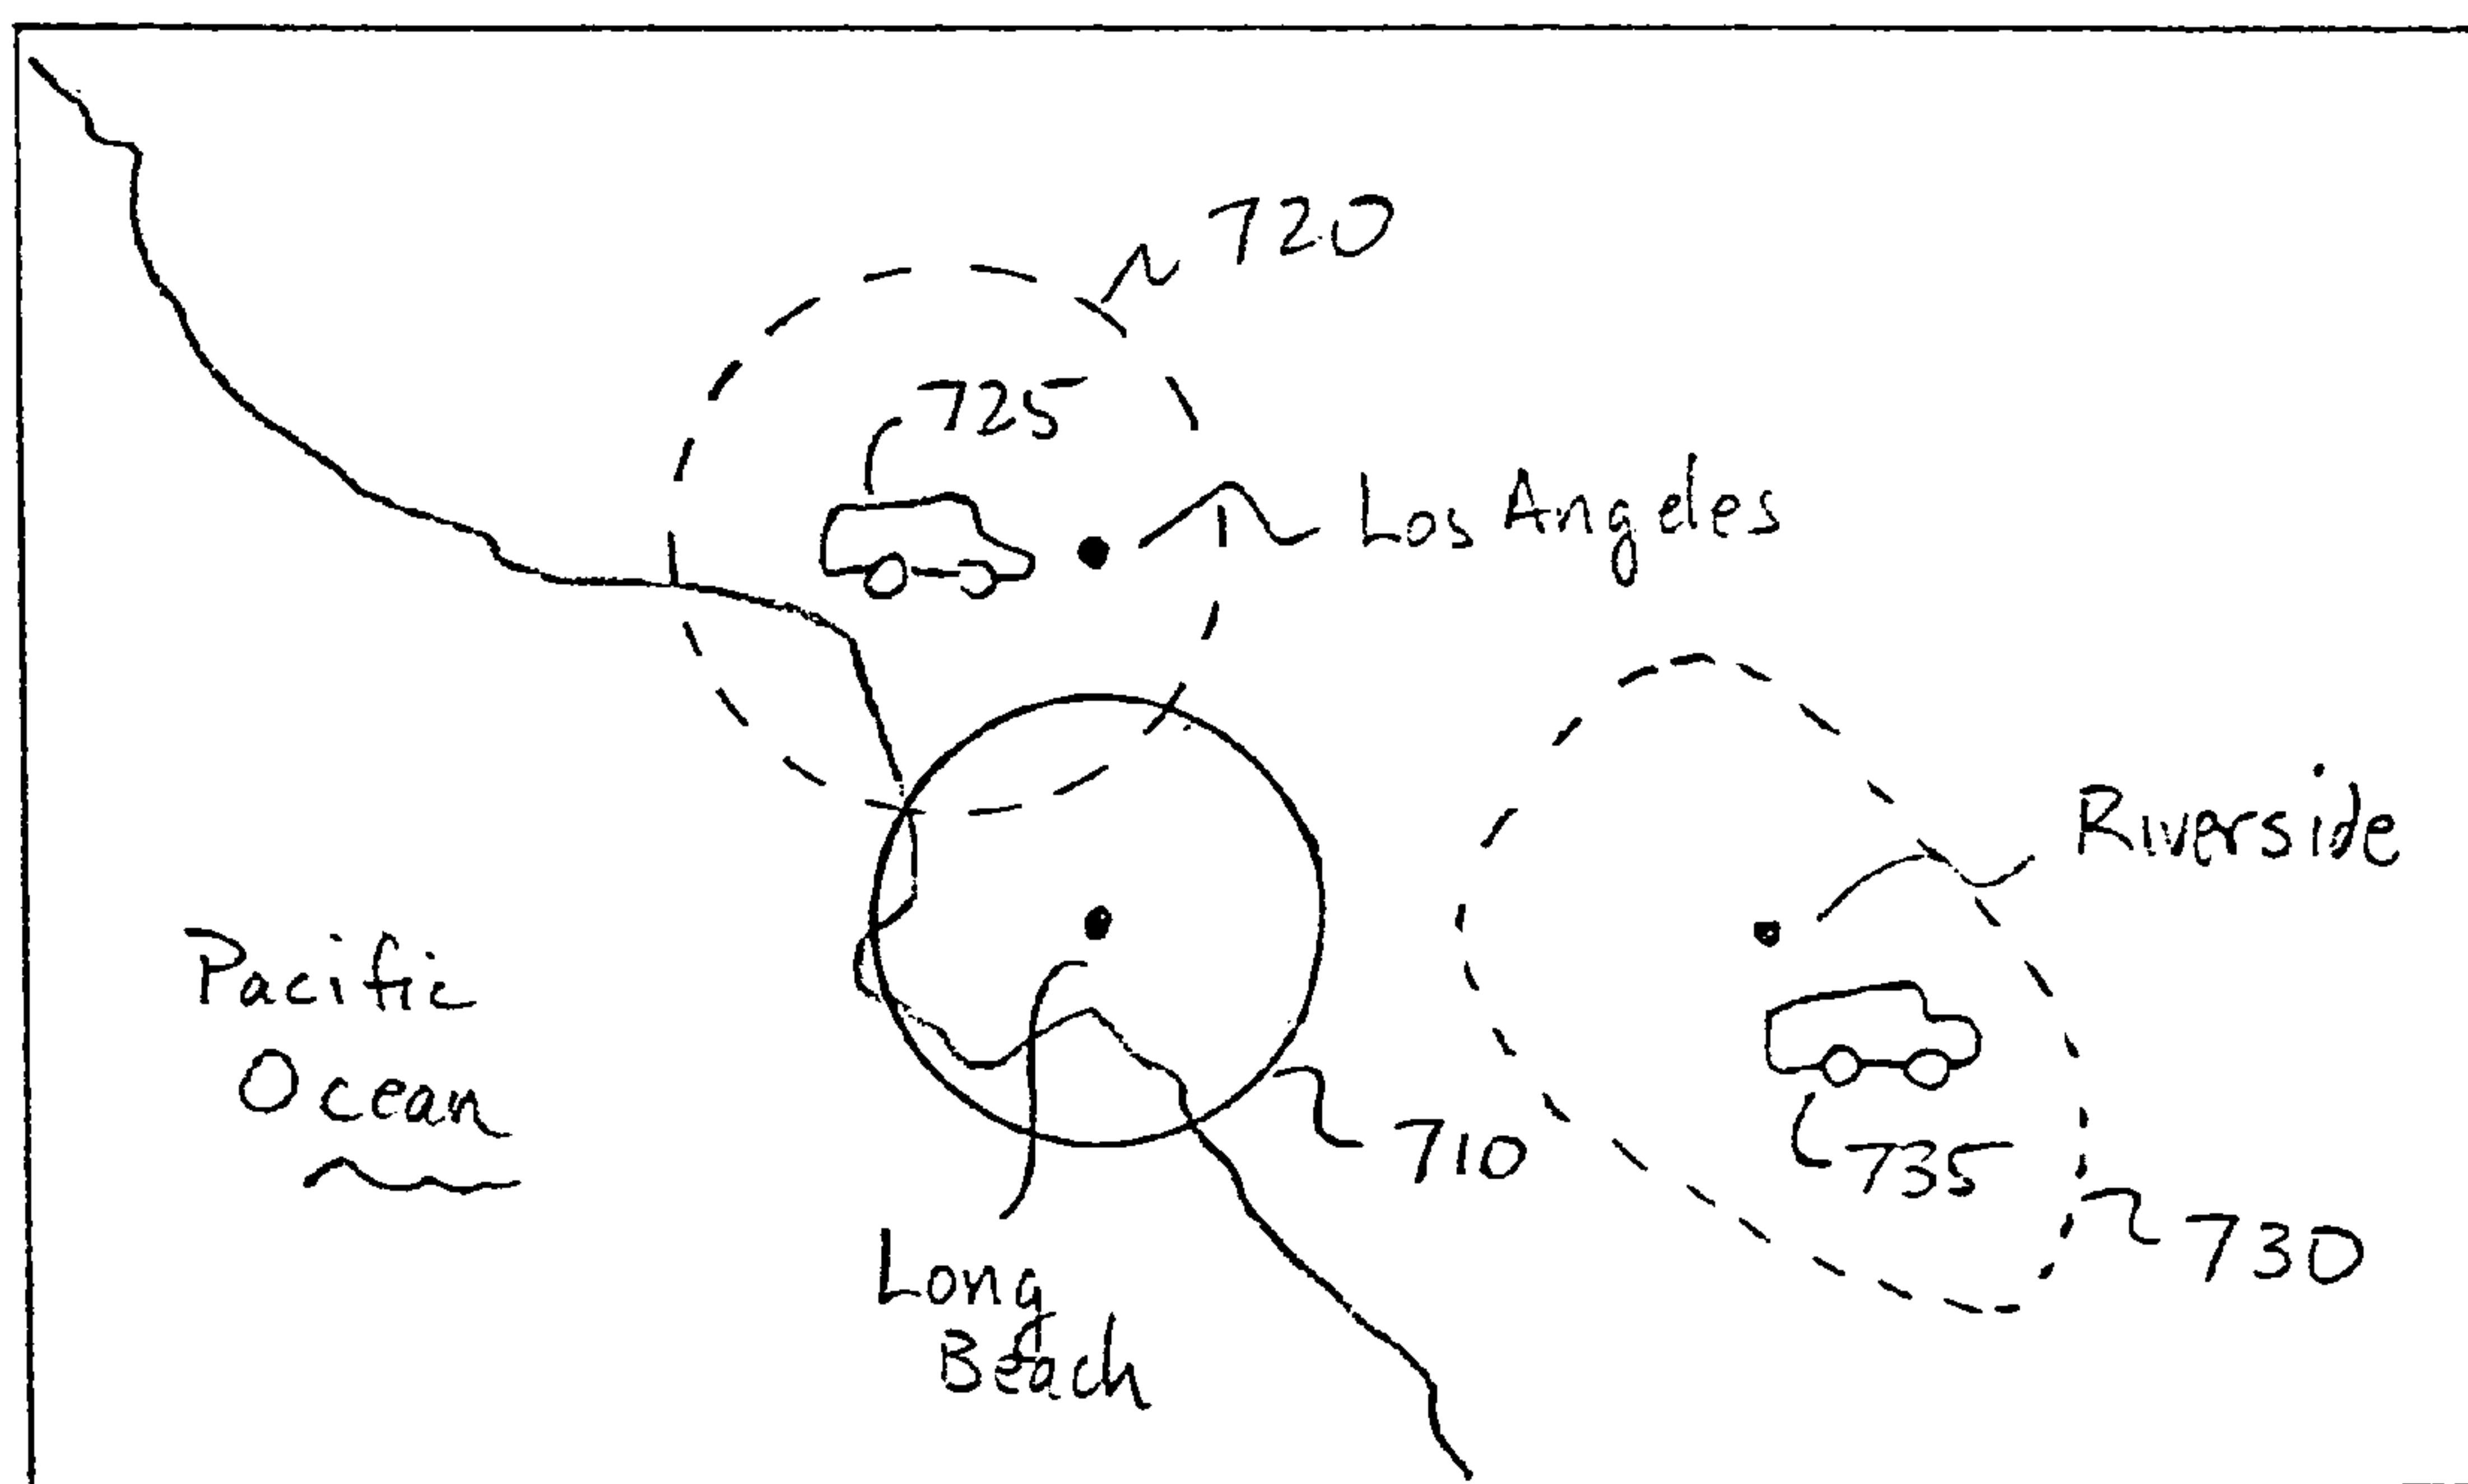 720
725
Los Angeles
Riverside
Pacific
Ocean
710
735
730
Long
Beach